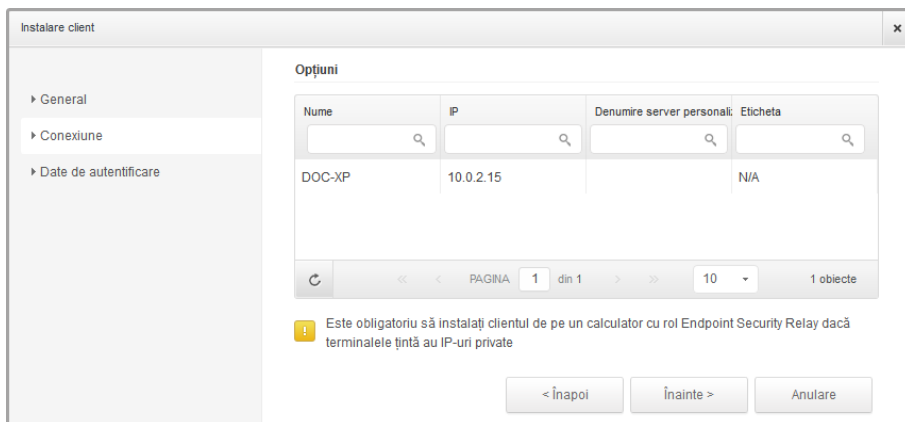 Instalare client
Opțiuni
General
Conexiune
Date de autentificare
Nume IP Denumire server personali Eticheta
DOC-XP 10.0.2.15 N/A
PAGINA 1 din 1 10 1 obiecte
Este obligatoriu să instalați clientul de pe un calculator cu rol Endpoint Security Relay dacă
terminalele țintă au IP-uri private
< Înapoi Înainte > Anulare